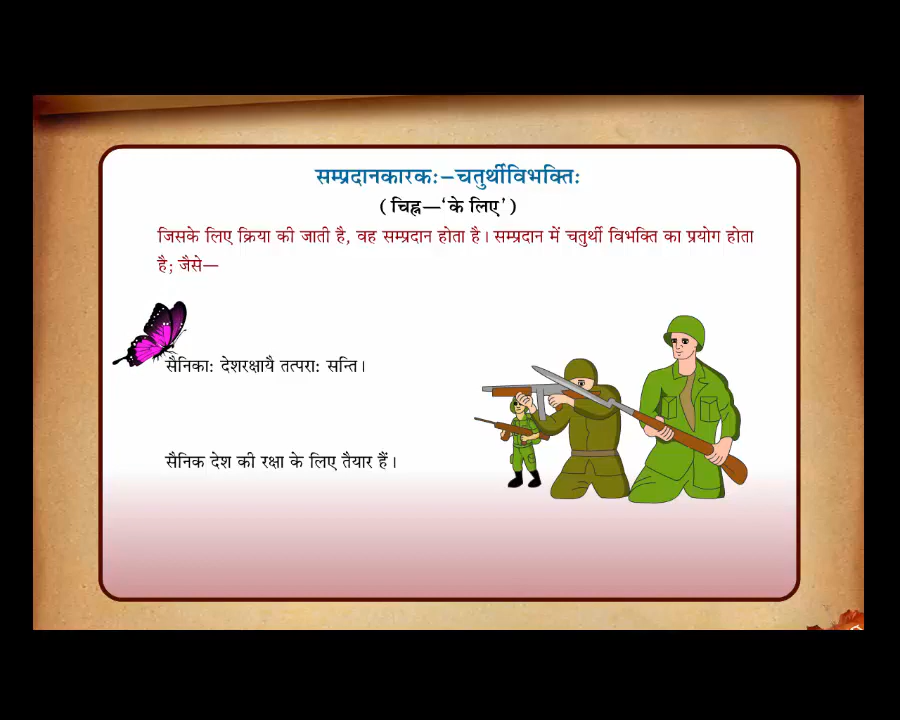 सम्प्रदानकारकः–चतुर्थीविभक्तिः
(चिह्न—‘के लिए’)
जिसके लिए क्रिया की जाती है, वह सम्प्रदान होता है। सम्प्रदान में चतुर्थी विभक्ति का प्रयोग होता
है; जैसे—
सैनिकाः देशरक्षायै तत्पराः सन्ति।
सैनिक देश की रक्षा के लिए तैयार हैं।